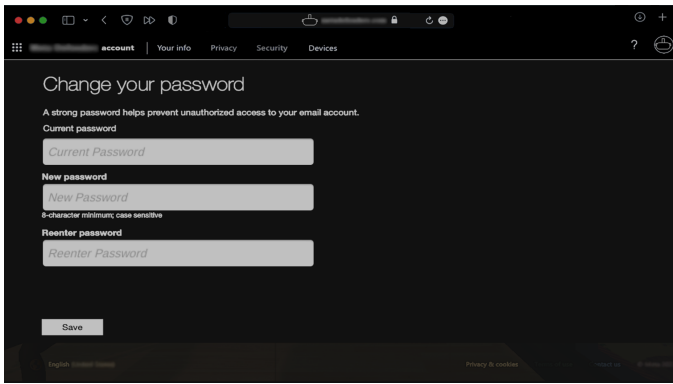 account
Your info
Privacy
Security
Devices
?
Change your password
A strong password helps prevent unauthorized access to your email account.
Current password
Current Password
New password
New Password
8-character minimum; case sensitive
Reenter password
Reenter Password
Save
English
Privacy & cookies